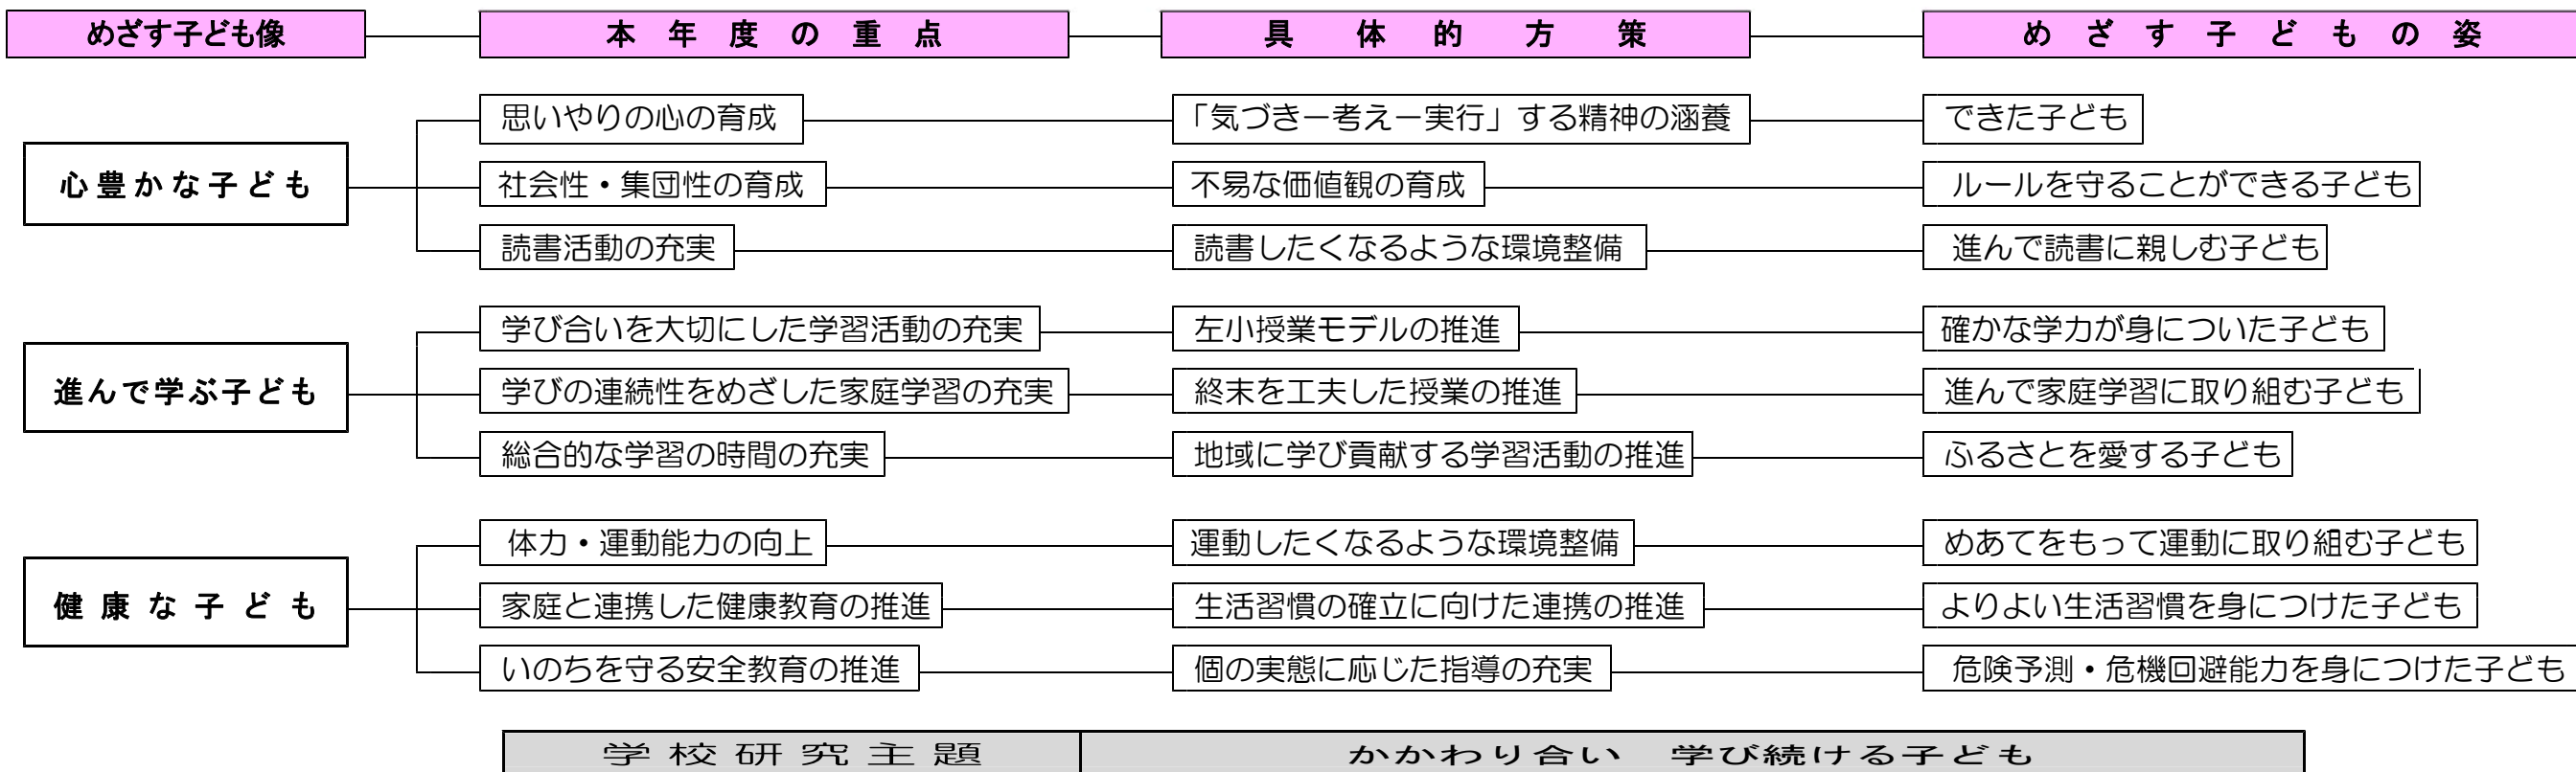 めざす子ども像 本年度の重点 具体的方策 めざす子どもの姿
思いやりの心の育成 「気づきー考えー実行」する精神の涵養 できた子ども
心豊かな子ども 社会性・集団性の育成 不易な価値観の育成 ルールを守ることができる子ども
読書活動の充実 読書したくなるような環境整備 進んで読書に親しむ子ども
学び合いを大切にした学習活動の充実 左小授業モデルの推進 確かな学力が身についた子ども
進んで学ぶ子ども 学びの連続性をめざした家庭学習の充実 終末を工夫した授業の推進 進んで家庭学習に取り組む子ども
総合的な学習の時間の充実 地域に学び貢献する学習活動の推進 ふるさとを愛する子ども
体力・運動能力の向上 運動したくなるような環境整備 めあてをもって運動に取り組む子ども
健康な子ども 家庭と連携した健康教育の推進 生活習慣の確立に向けた連携の推進 よりよい生活習慣を身につけた子ども
いのちを守る安全教育の推進 個の実態に応じた指導の充実 危険予測・危機回避能力を身につけた子ども
学校研究主題 かかわり合い 学び続ける子ども